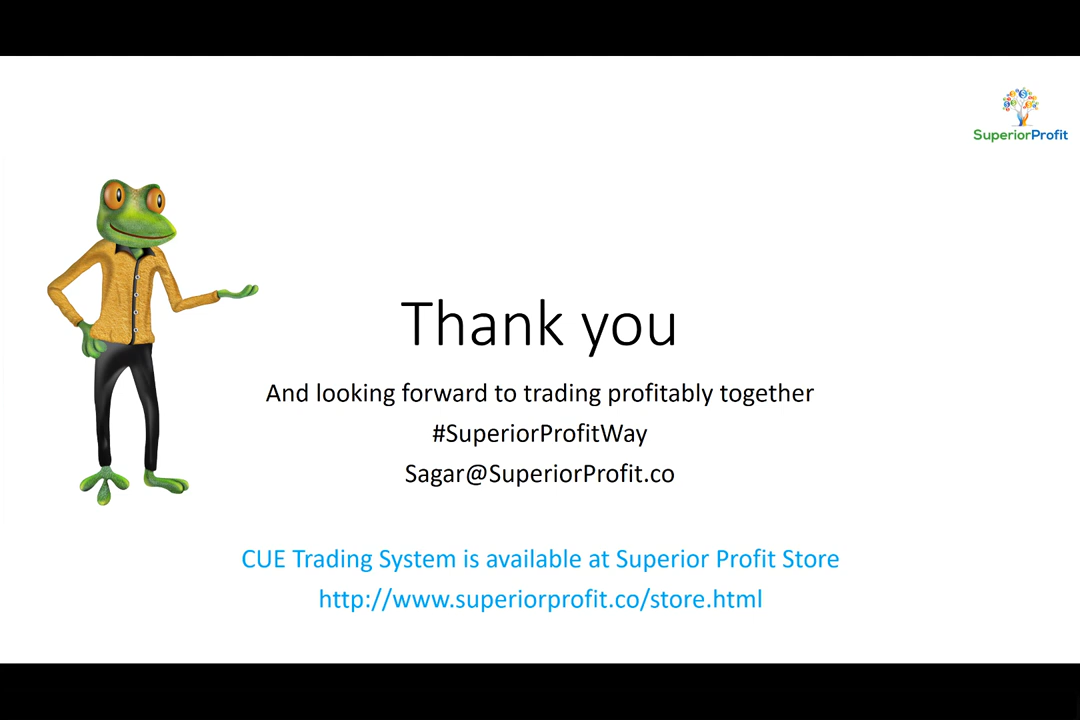 SuperiorProfit
Thank you
And looking forward to trading profitably together
#SuperiorProfitWay
Sagar@SuperiorProfit.co
CUE Trading System is available at Superior Profit Store
http://www.superiorprofit.co/store.html